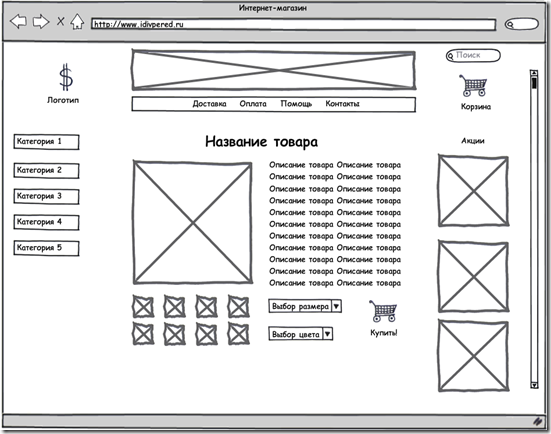 Интернет-магазин
http://www.idivpered.ru
Поиск
Логотип
Корзина
Доставка Оплата Помощь Контакты
Название товара
Акции
Категория 1
Категория 2
Категория 3
Категория 4
Категория 5
Описание товара Описание товара
Описание товара Описание товара
Описание товара Описание товара
Описание товара Описание товара
Описание товара Описание товара
Описание товара Описание товара
Описание товара Описание товара
Описание товара Описание товара
Описание товара Описание товара
Описание товара Описание товара
Описание товара Описание товара
Выбор размера
Выбор цвета
Купить!